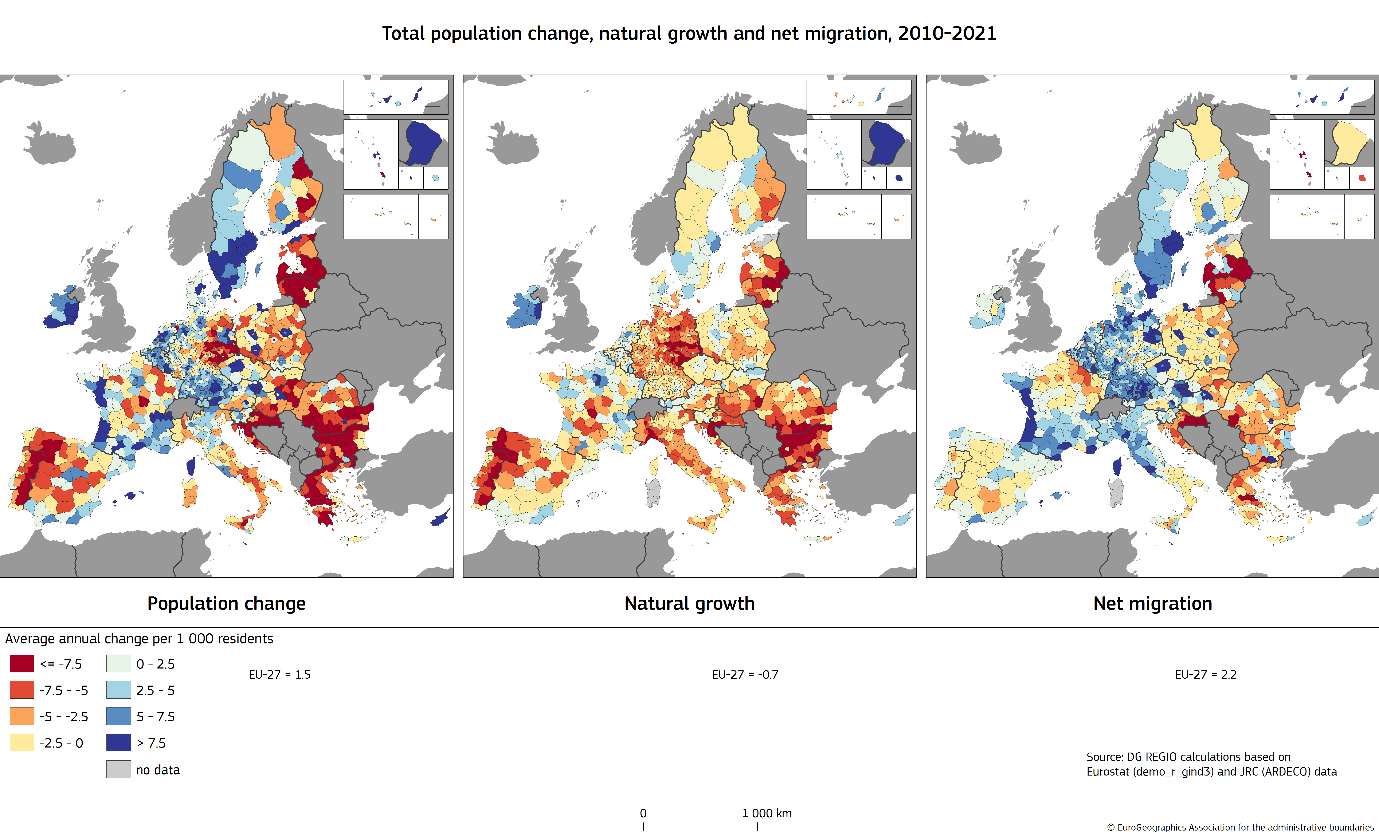 Total population change, natural growth and net migration, 2010-2021
Population change
Natural growth
Net migration
Average annual change per 1 000 residents
<= -7.5
-7.5 - -5
-5 - -2.5
-2.5 - 0
0 - 2.5
2.5 - 5
5 - 7.5
> 7.5
no data
EU-27 = 1.5
EU-27 = -0.7
EU-27 = 2.2
Source: DG REGIO calculations based on
Eurostat (demo_r_gind3) and JRC (ARDECO) data
0 1 000 km
© EuroGeographics Association for the administrative boundaries